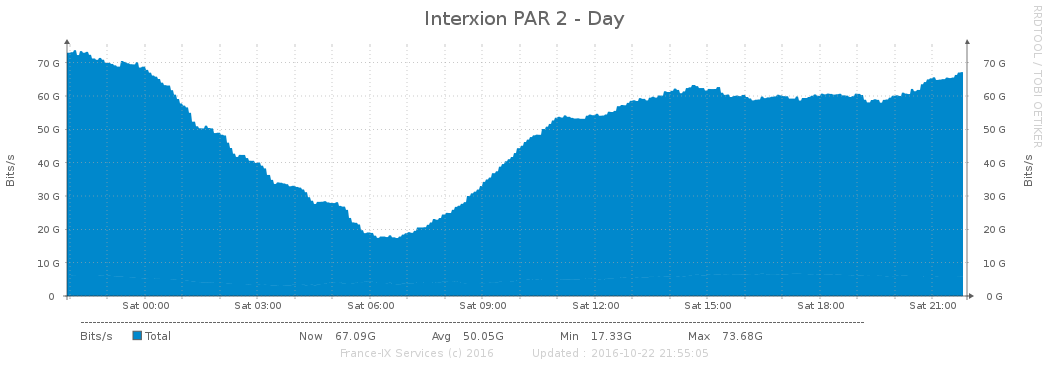 Interxion PAR 2 - Day
RRDTOOL / TOBI OETIKER
Bits/s
Bits/s
70 G 70 G
60 G 60 G
50 G 50 G
40 G 40 G
30 G 30 G
20 G 20 G
10 G 10 G
0 0 G
Sat 00:00 Sat 03:00 Sat 06:00 Sat 09:00 Sat 12:00 Sat 15:00 Sat 18:00 Sat 21:00
Bits/s Total Now 67.09G Avg 50.05G Min 17.33G Max 73.68G
France-IX Services (c) 2016 Updated : 2016-10-22 21:55:05